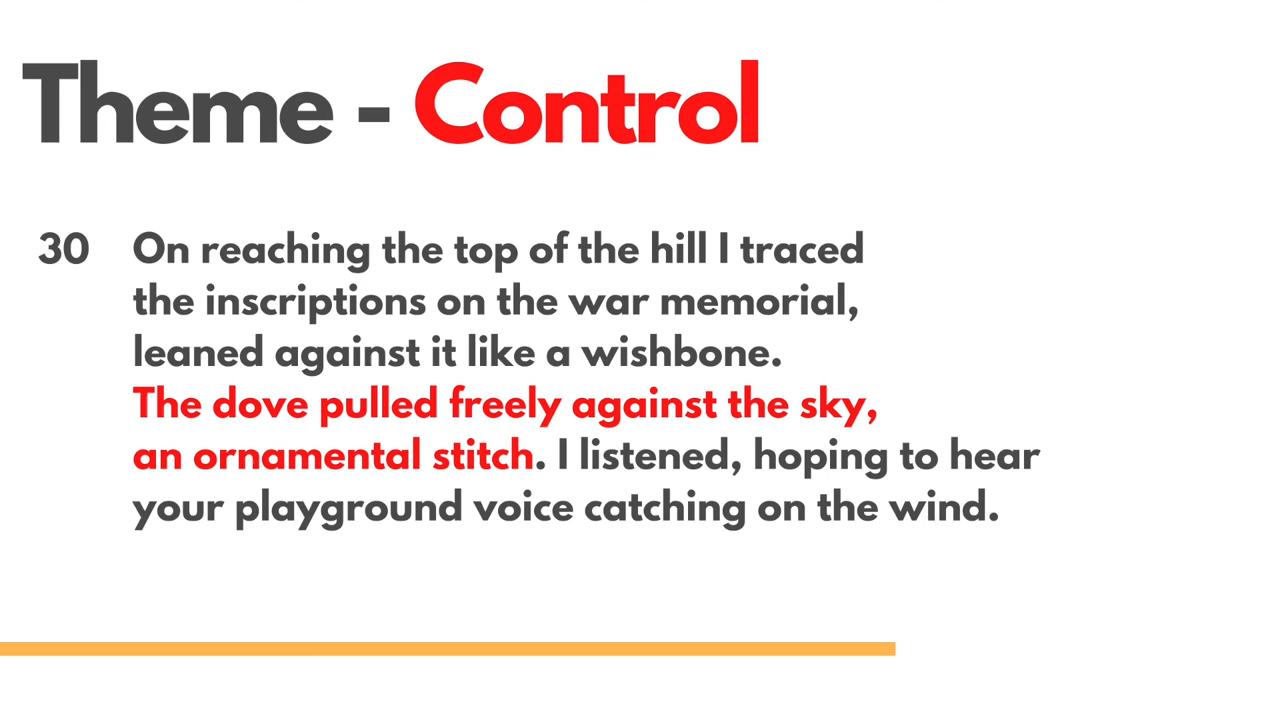 Theme - Control
30 On reaching the top of the hill I traced
the inscriptions on the war memorial,
leaned against it like a wishbone.
The dove pulled freely against the sky,
an ornamental stitch. I listened, hoping to hear
your playground voice catching on the wind.